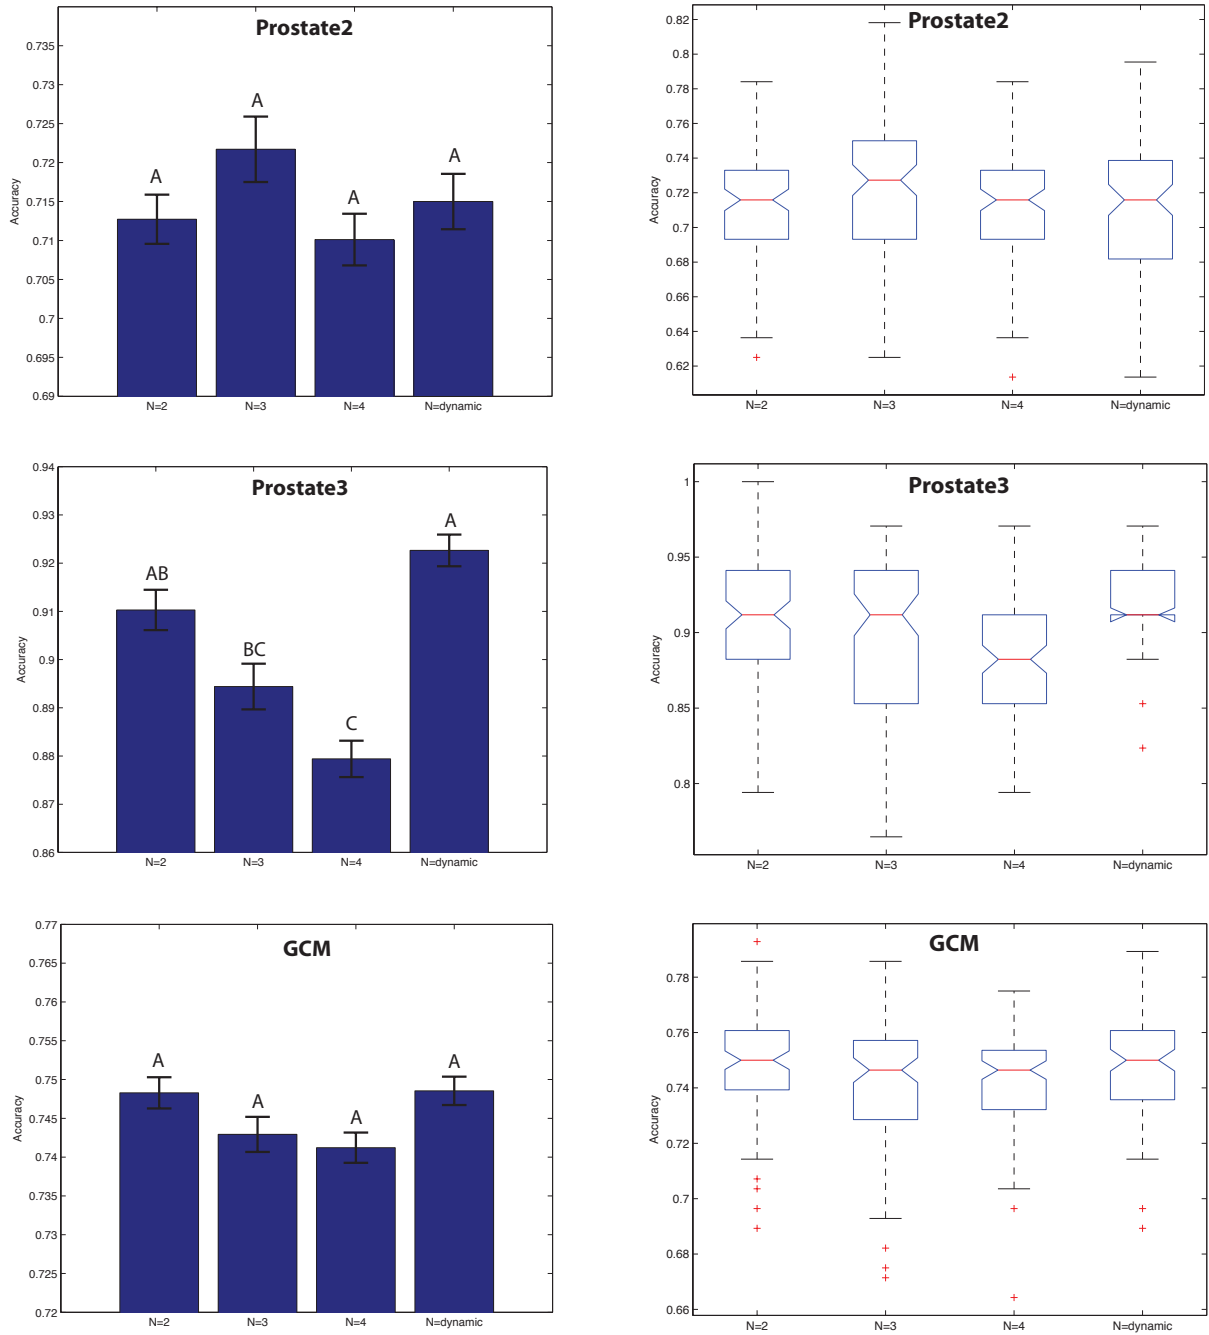 Prostate2
0.735
0.73
0.725
0.72
0.715
0.71
0.705
0.7
0.695
0.69
Accuracy
A
A
A
A
N=2 N=3 N=4 N=dynamic
Prostate2
0.82
0.8
0.78
0.76
0.74
0.72
0.7
0.68
0.66
0.64
0.62
Accuracy
N=2 N=3 N=4 N=dynamic
Prostate3
0.94
0.93
0.92
0.91
0.9
0.89
0.88
0.87
0.86
Accuracy
AB
BC
C
A
N=2 N=3 N=4 N=dynamic
Prostate3
1
0.95
0.9
0.85
0.8
Accuracy
N=2 N=3 N=4 N=dynamic
GCM
0.77
0.765
0.76
0.755
0.75
0.745
0.74
0.735
0.73
0.725
0.72
Accuracy
A
A
A
A
N=2 N=3 N=4 N=dynamic
GCM
0.78
0.76
0.74
0.72
0.7
0.68
0.66
Accuracy
N=2 N=3 N=4 N=dynamic